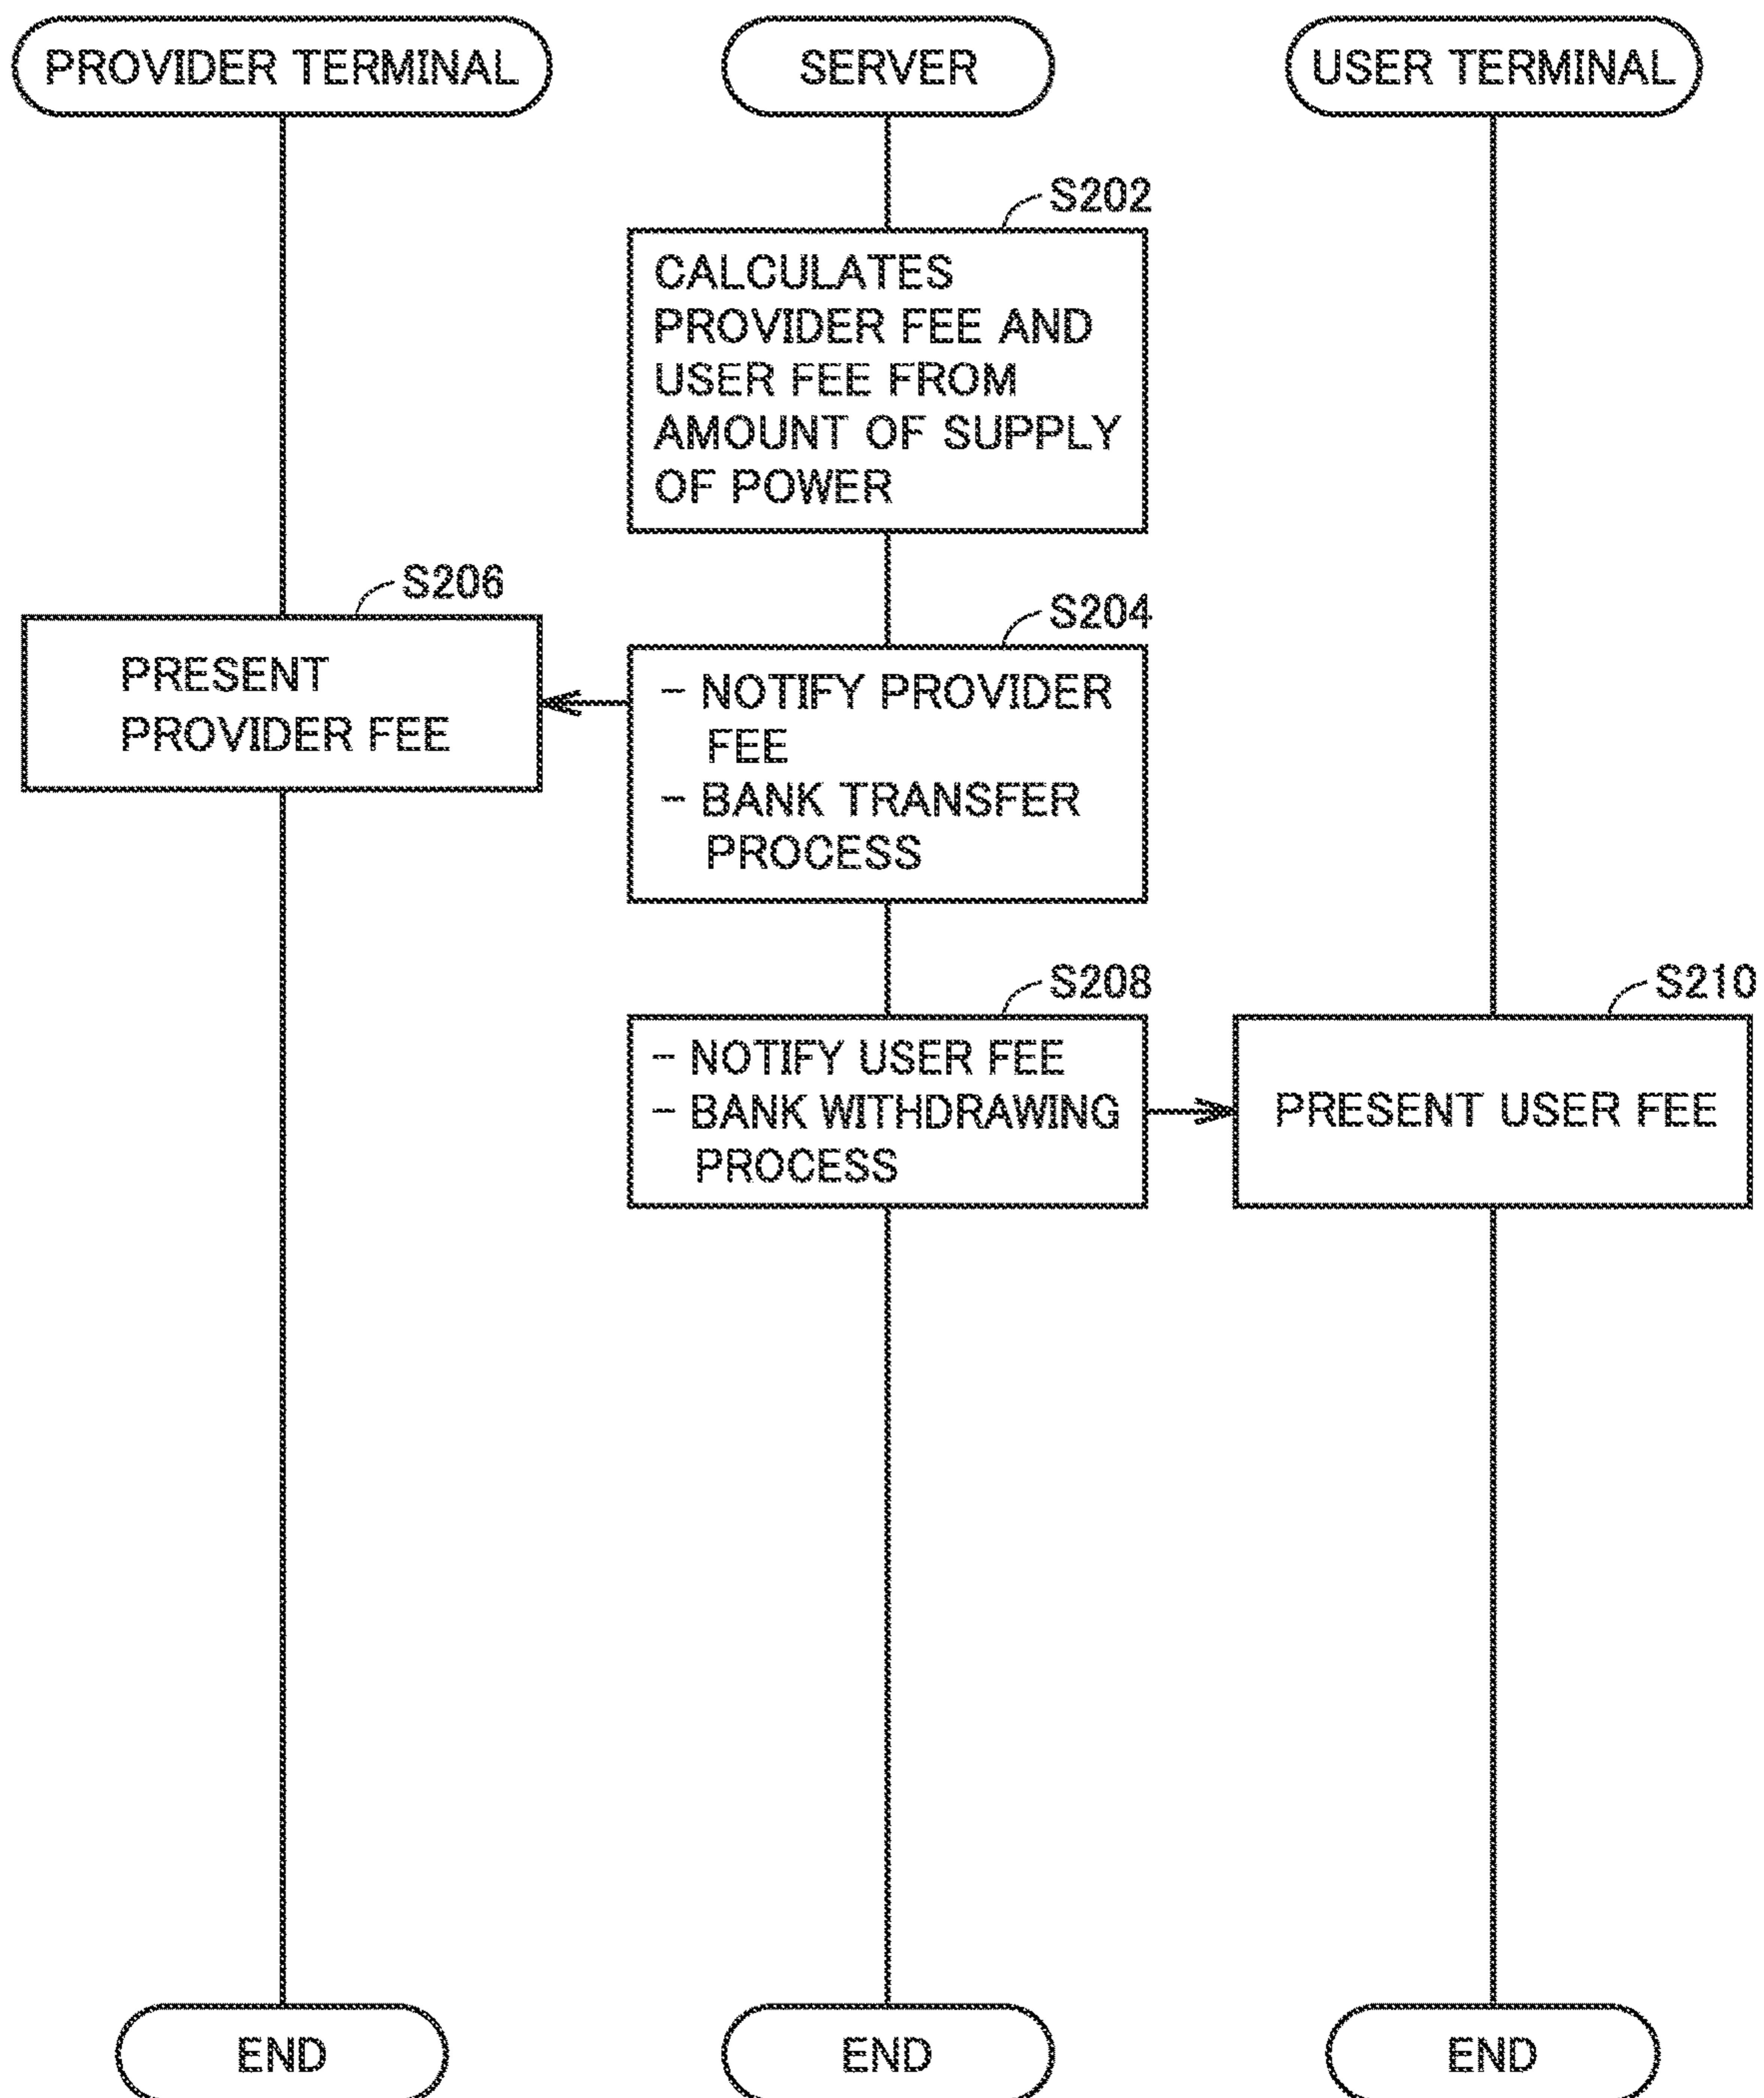 PROVIDER TERMINAL
SERVER
USER TERMINAL
S202
CALCULATES
PROVIDER FEE AND
USER FEE FROM
AMOUNT OF SUPPLY
OF POWER
S206
PRESENT
PROVIDER FEE
S204
- NOTIFY PROVIDER
FEE
- BANK TRANSFER
PROCESS
S208
- NOTIFY USER FEE
- BANK WITHDRAWING
PROCESS
S210
PRESENT USER FEE
END
END
END